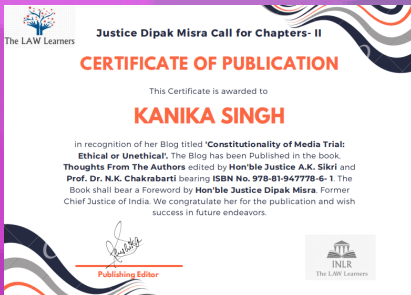 The LAW Learners
Justice Dipak Misra Call for Chapters- II
CERTIFICATE OF PUBLICATION
This Certificate is awarded to
KANIKA SINGH
in recognition of her Blog titled 'Constitutionality of Media Trial:
Ethical or Unethical'. The Blog has been Published in the book,
Thoughts From The Authors edited by Hon'ble Justice A.K. Sikri and
Prof. Dr. N.K. Chakrabarti bearing ISBN No. 978-81-947778-6- 1. The
Book shall bear a Foreword by Hon'ble Justice Dipak Misra, Former
Chief Justice of India. We congratulate her for the publication and wish
success in future endeavors.
Publishing Editor
INLR
The LAW Learners